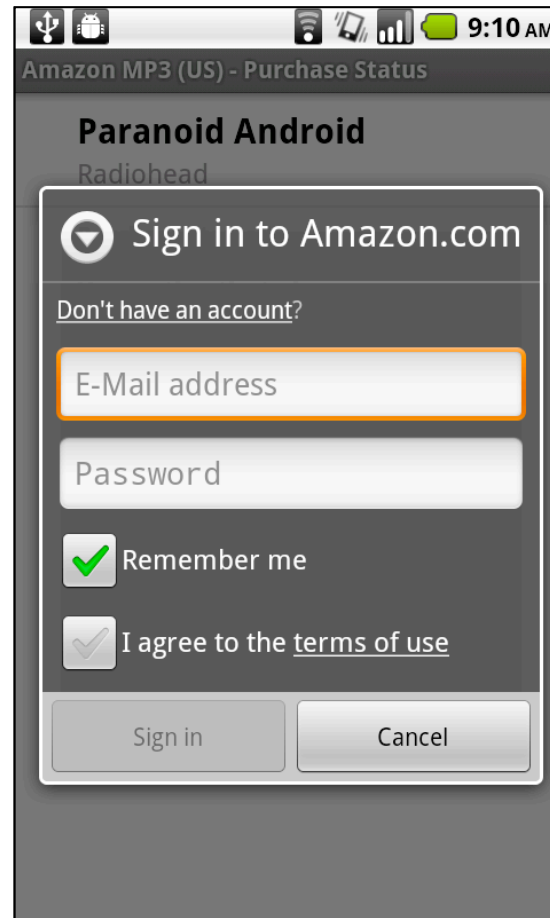 9:10 AM
Amazon MP3 (US) - Purchase Status
Paranoid Android
Radiohead
Sign in to Amazon.com
Don't have an account?
E-Mail address
Password
Remember me
I agree to the terms of use
Sign in
Cancel